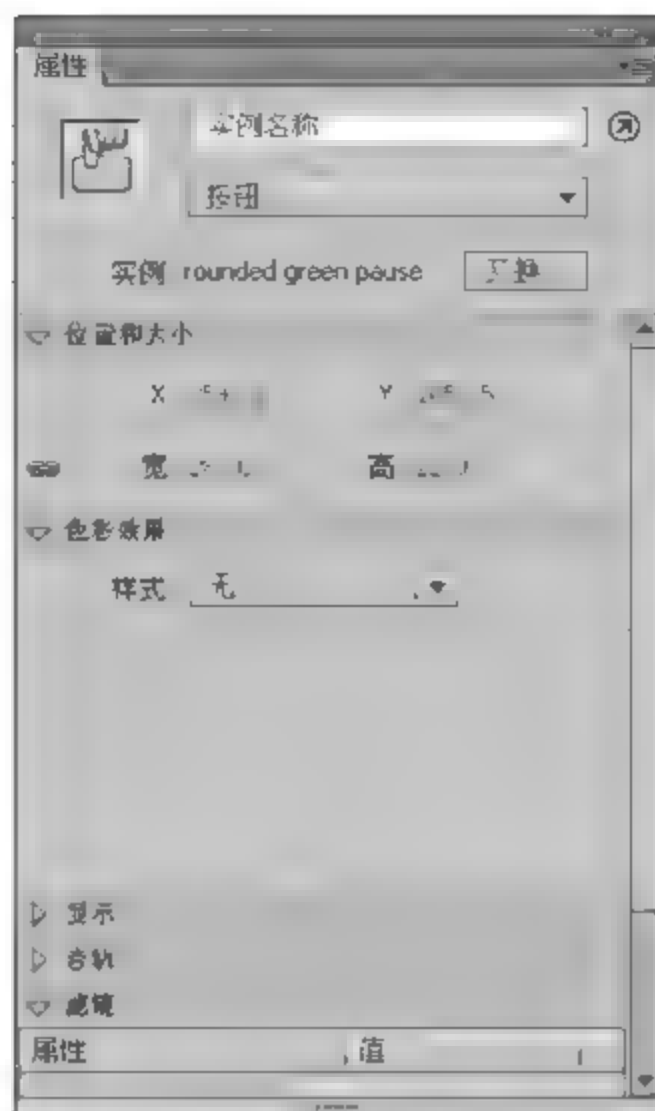 属性
实例名称
按钮
实例 rounded green pause 交换
位置和大小
X Y
宽 高
色彩效果
样式 无
显示
音轨
滤镜
属性 值